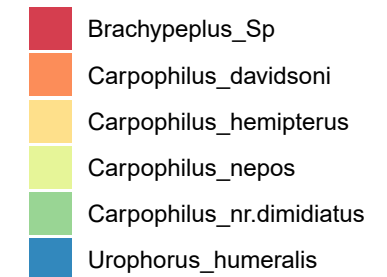 Brachypeplus_Sp
Carpophilus_davidsoni
Carpophilus_hemipterus
Carpophilus_nepos
Carpophilus_nr.dimidiatus
Urophorus_humeralis